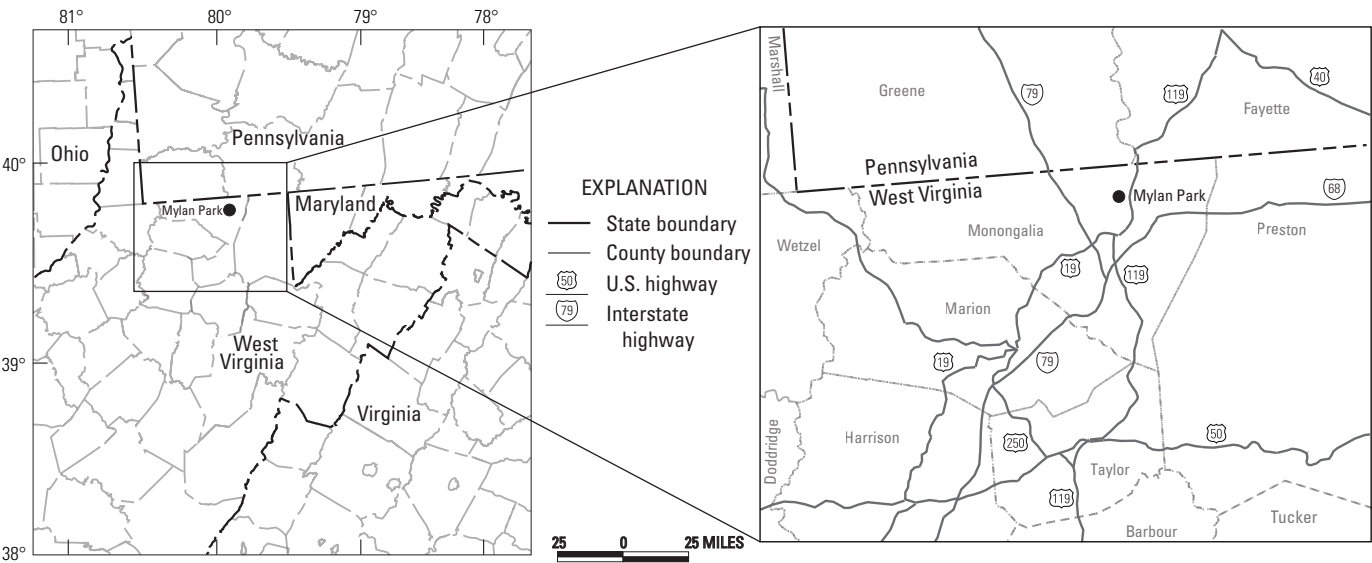 81°
80°
79°
78°
40°
39°
38°
Ohio
Pennsylvania
Mylan Park
Maryland
West
Virginia
Virginia
EXPLANATION
State boundary
County boundary
50
U.S. highway
79
Interstate
highway
25
0
25 MILES
Marshall
Greene
79
119
40
Fayette
Pennsylvania
West Virginia
Mylan Park
68
Wetzel
Monongalia
Preston
19
119
Marion
19
79
Harrison
250
50
Doddridge
Taylor
119
Barbour
Tucker